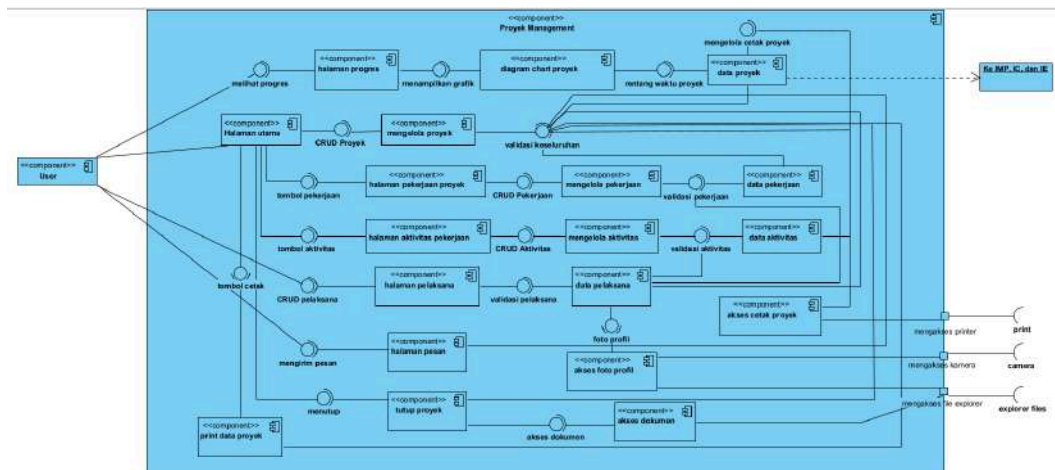 <<component>>
Proyek Management
mengelola cetak proyek
<<component>>
halaman progres
<<component>>
diagram chart proyek
<<component>>
data proyek
Ke IMP, IC, dan IE
melihat progres
menampilkan grafik
rentang waktu proyek
<<component>>
Halaman utama
<<component>>
mengelola proyek
CRUD Proyek
validasi keseluruhan
<<component>>
User
<<component>>
halaman pekerjaan proyek
<<component>>
mengelola pekerjaan
<<component>>
data pekerjaan
tombol pekerjaan
CRUD Pekerjaan
validasi pekerjaan
<<component>>
halaman aktivitas pekerjaan
<<component>>
mengelola aktivitas
<<component>>
data aktivitas
tombol aktivitas
CRUD Aktivitas
validasi aktivitas
<<component>>
halaman pelaksana
<<component>>
data pelaksana
tombol cetak
CRUD pelaksana
validasi pelaksana
<<component>>
akses cetak proyek
mengakses printer
print
foto profil
<<component>>
halaman pesan
<<component>>
akses foto profil
mengirim pesan
mengakses kamera
camera
<<component>>
tutup proyek
<<component>>
akses dokumen
menutup
akses dokumen
mengakses file explorer
explorer files
<<component>>
print data proyek